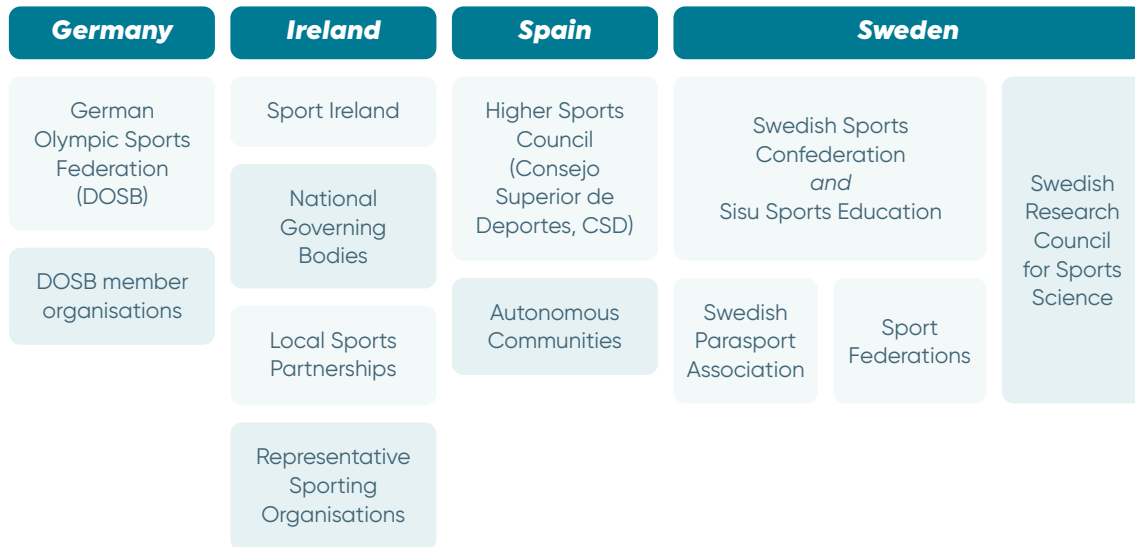 Germany
German
Olympic Sports
Federation
(DOSB)
DOSB member
organisations
Ireland
Sport Ireland
National
Governing
Bodies
Local Sports
Partnerships
Representative
Sporting
Organisations
Spain
Higher Sports
Council
(Consejo
Superior de
Deportes, CSD)
Autonomous
Communities
Sweden
Swedish Sports
Confederation
and
Sisu Sports Education
Swedish
Parasport
Association
Sport
Federations
Swedish
Research
Council
for Sports
Science